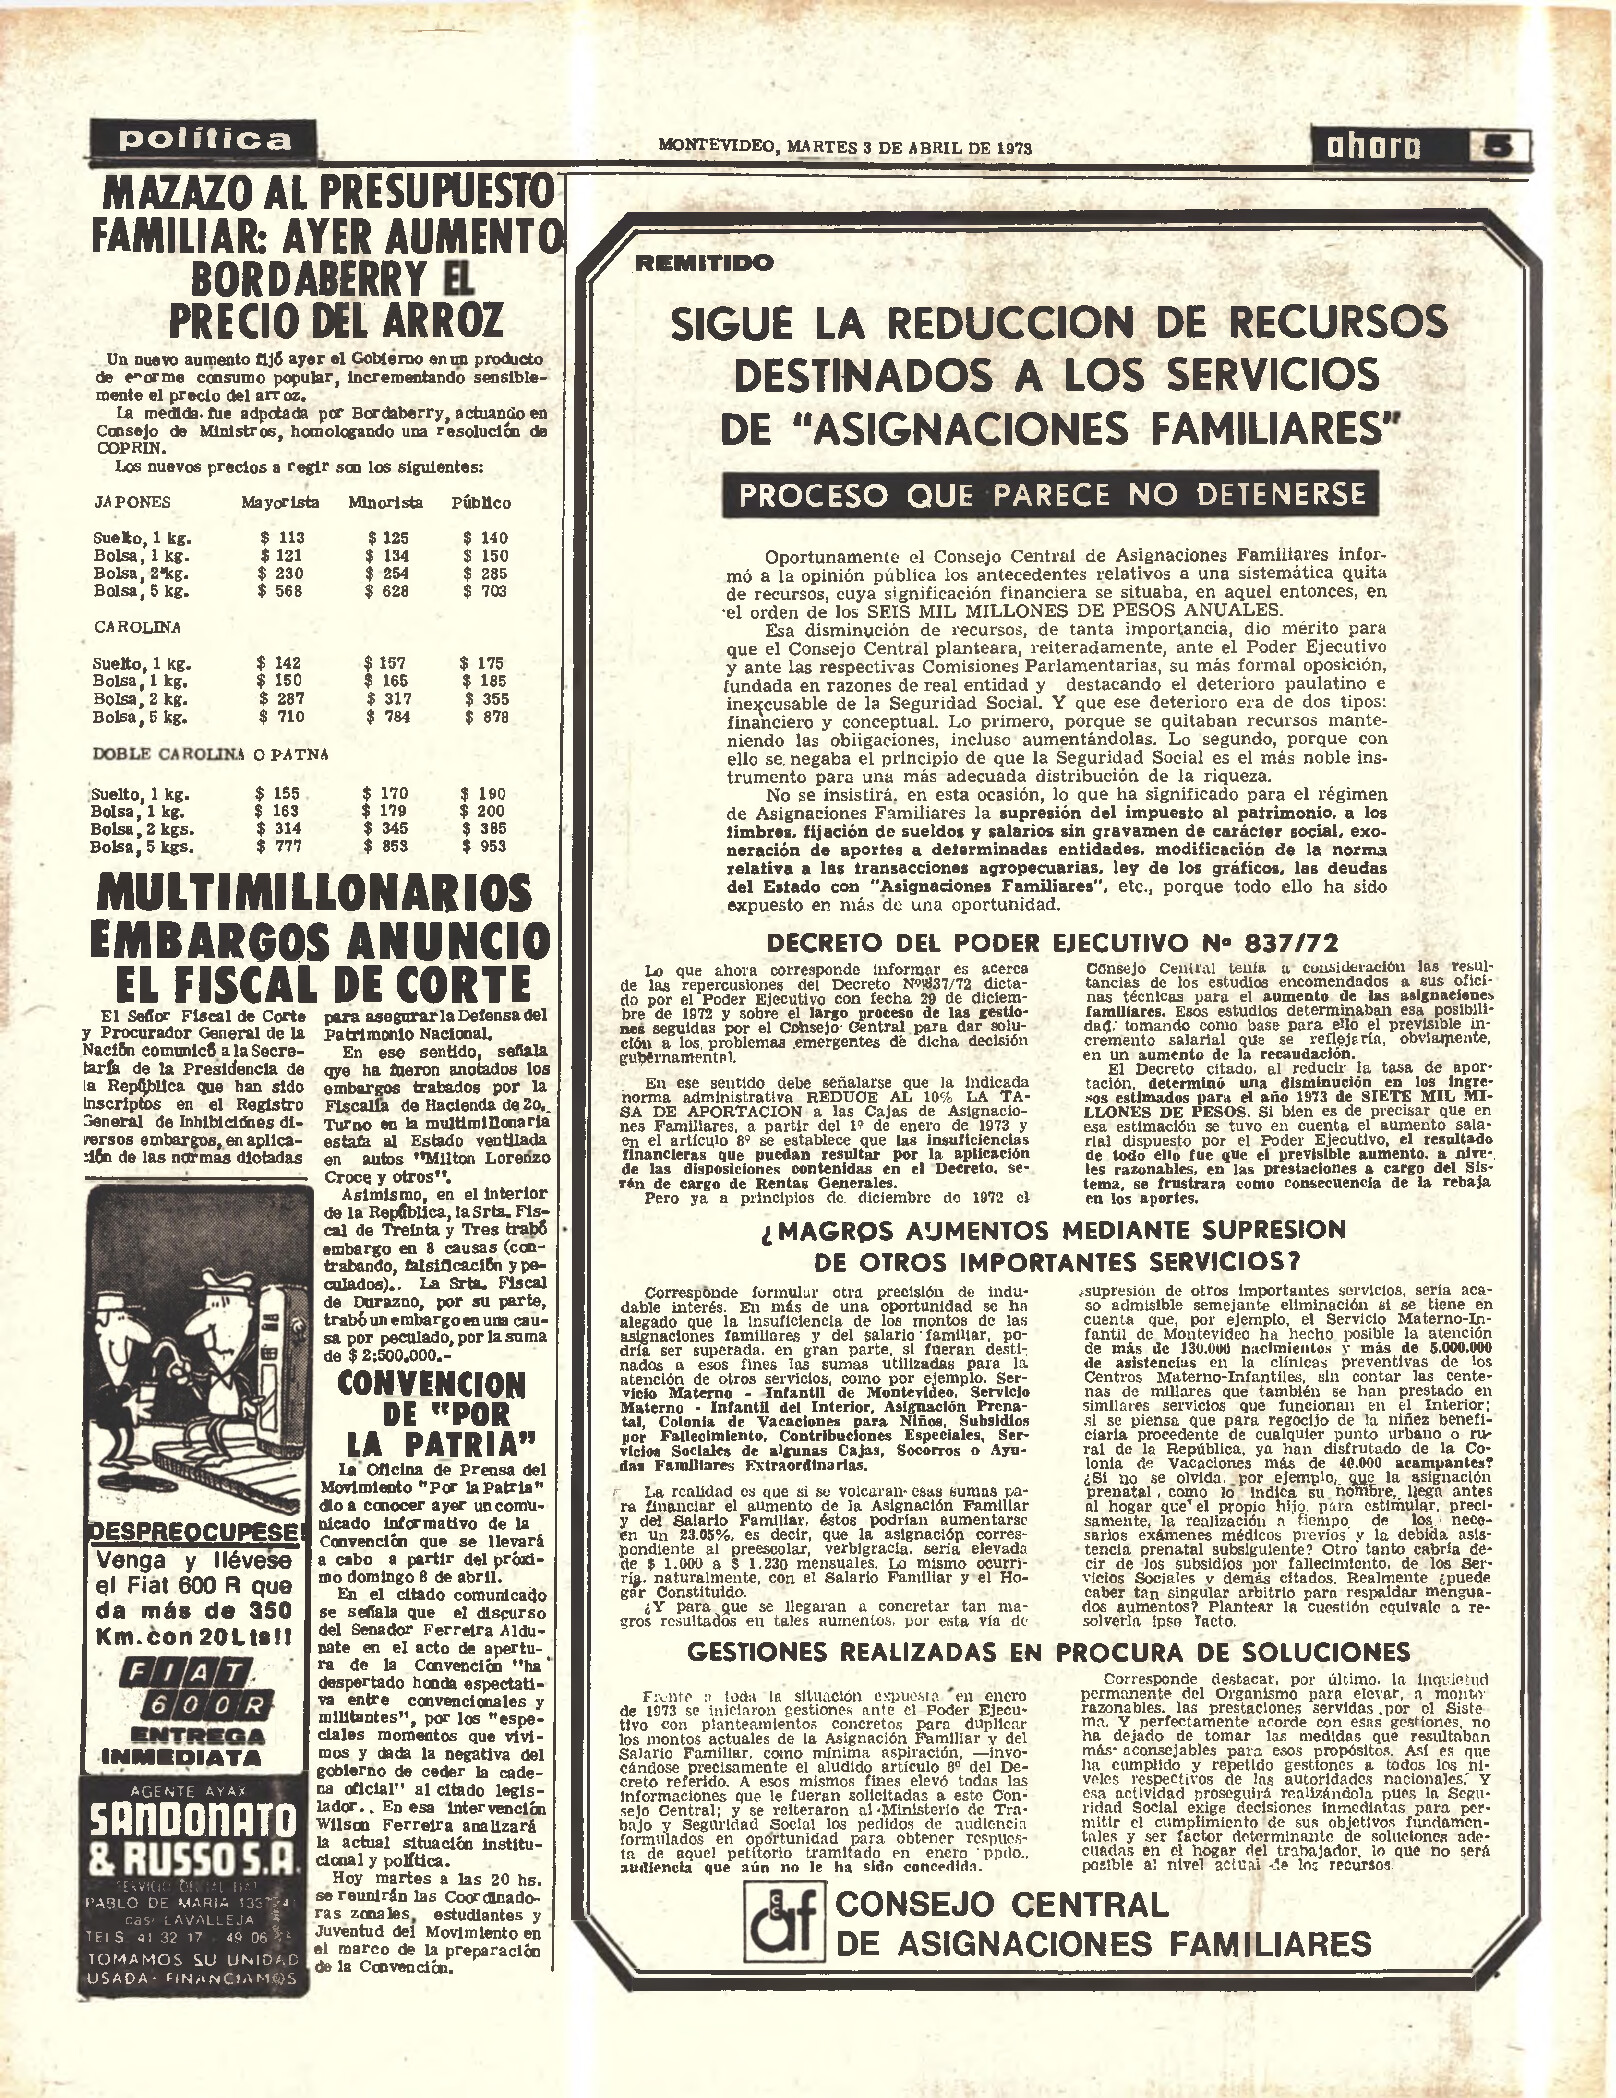 política
MONTEVIDEO, MARTES 3 DE ABRIL DE 1973
ahora 5
MAZAZO AL PRESUPUESTO
FAMILIAR: AYER AUMENTO
BORDABERRY EL
PRECIO DEL ARROZ
Un nuevo aumento fijó ayer el Gobierno en un producto
de enorme consumo popular, incrementando sensible-
mente el precio del arroz.
La medida fue adpotada por Bordaberry, actuando en
Consejo de Ministros, homologando una resolución de
COPRIN.
Los nuevos precios a regir son los siguientes:
JAPONES Mayorista Minorista Público
Suelto, 1 kg. $ 113 $ 125 $ 140
Bolsa, 1 kg. $ 121 $ 134 $ 150
Bolsa, 2 kg. $ 230 $ 254 $ 285
Bolsa, 5 kg. $ 568 $ 628 $ 703
CAROLINA
Suelto, 1 kg. $ 142 $ 157 $ 175
Bolsa, 1 kg. $ 150 $ 165 $ 185
Bolsa, 2 kg. $ 287 $ 317 $ 355
Bolsa, 5 kg. $ 710 $ 784 $ 878
DOBLE CAROLINA O PATNA
Suelto, 1 kg. $ 155 $ 170 $ 190
Bolsa, 1 kg. $ 163 $ 179 $ 200
Bolsa, 2 kgs. $ 314 $ 345 $ 385
Bolsa, 5 kgs. $ 777 $ 853 $ 953
MULTIMILLONARIOS
EMBARGOS ANUNCIO
EL FISCAL DE CORTE
El Señor Fiscal de Corte
y Procurador General de la
Nación comunicó a la Secre-
taría de la Presidencia de
la República que han sido
inscriptos en el Registro
General de Inhibiciones di-
versos embargos, en aplica-
ción de las normas dictadas
para asegurar la Defensa del
Patrimonio Nacional.
En ese sentido, señala
qye ha fueron anotados los
embargos trabados por la
Fiscalía de Hacienda de 2o.
Turno en la multimillonaria
estafa al Estado ventilada
en autos "Milton Lorenzo
Croce y otros".
Asimismo, en el interior
de la República, la Srta. Fis-
cal de Treinta y Tres trabó
embargo en 8 causas (con-
trabando, falsificación y pe-
culados).. La Srta. Fiscal
de Durazno, por su parte,
trabó un embargo en una cau-
sa por peculado, por la suma
de $ 2:500.000.-
CONVENCION
DE "POR
LA PATRIA"
La Oficina de Prensa del
Movimiento "Por la Patria"
dio a conocer ayer un comu-
nicado informativo de la
Convención que se llevará
a cabo a partir del próxi-
mo domingo 8 de abril.
En el citado comunicado
se señala que el discurso
del Senador Ferreira Aldu-
nate en el acto de apertu-
ra de la Convención "ha
despertado honda espectati-
va entre convencionales y
militantes", por los "espe-
ciales momentos que vivi-
mos y dada la negativa del
gobierno de ceder la cade-
na oficial" al citado legis-
lador.. En esa intervención
Wilson Ferreira analizará
la actual situación institu-
cional y política.
Hoy martes a las 20 hs.
se reunirán las Coordinado-
ras zonales, estudiantes y
Juventud del Movimiento en
el marco de la preparación
de la Convención.
DESPREOCUPESE!
Venga y llévese
el Fiat 600 R que
da más de 350
Km. con 20 Lts!!
FIAT
600R
ENTREGA
INMEDIATA
AGENTE AYAX
SANDONATO
& RUSSO S.A.
SERVICIO OFICIAL FIAT
PABLO DE MARIA 1337
casi LAVALLEJA
TELS. 41 32 17 - 49 06
TOMAMOS SU UNIDAD
USADA - FINANCIAMOS
REMITIDO
SIGUE LA REDUCCION DE RECURSOS
DESTINADOS A LOS SERVICIOS
DE "ASIGNACIONES FAMILIARES"
PROCESO QUE PARECE NO DETENERSE
Oportunamente el Consejo Central de Asignaciones Familiares infor-
mó a la opinión pública los antecedentes relativos a una sistemática quita
de recursos, cuya significación financiera se situaba, en aquel entonces, en
el orden de los SEIS MIL MILLONES DE PESOS ANUALES.
Esa disminución de recursos, de tanta importancia, dio mérito para
que el Consejo Central planteara, reiteradamente, ante el Poder Ejecutivo
y ante las respectivas Comisiones Parlamentarias, su más formal oposición,
fundada en razones de real entidad y destacando el deterioro paulatino e
inexcusable de la Seguridad Social. Y que ese deterioro era de dos tipos:
financiero y conceptual. Lo primero, porque se quitaban recursos mante-
niendo las obligaciones, incluso aumentándolas. Lo segundo, porque con
ello se negaba el principio de que la Seguridad Social es el más noble ins-
trumento para una más adecuada distribución de la riqueza.
No se insistirá, en esta ocasión, lo que ha significado para el régimen
de Asignaciones Familiares la supresión del impuesto al patrimonio, a los
timbres, fijación de sueldos y salarios sin gravamen de carácter social, exo-
neración de aportes a determinadas entidades, modificación de la norma
relativa a las transacciones agropecuarias, ley de los gráficos, las deudas
del Estado con "Asignaciones Familiares", etc., porque todo ello ha sido
expuesto en más de una oportunidad.
DECRETO DEL PODER EJECUTIVO Nº 837/72
Lo que ahora corresponde informar es acerca
de las repercusiones del Decreto Nº 837/72 dicta-
do por el Poder Ejecutivo con fecha 29 de diciem-
bre de 1972 y sobre el largo proceso de las gestio-
nes seguidas por el Consejo Central para dar solu-
ción a los problemas emergentes de dicha decisión
gubernamental.
En ese sentido debe señalarse que la indicada
norma administrativa REDUCE AL 10% LA TA-
SA DE APORTACION a las Cajas de Asignacio-
nes Familiares, a partir del 1º de enero de 1973 y
en el artículo 8º se establece que las insuficiencias
financieras que puedan resultar por la aplicación
de las disposiciones contenidas en el Decreto, se-
rán de cargo de Rentas Generales.
Pero ya a principios de diciembre de 1972 el
Consejo Central tenía a consideración las resul-
tancias de los estudios encomendados a sus ofici-
nas técnicas para el aumento de las asignaciones
familiares. Esos estudios determinaban esa posibili-
dad, tomando como base para ello el previsible in-
cremento salarial que se reflejería, obviamente,
en un aumento de la recaudación.
El Decreto citado, al reducir la tasa de apor-
tación, determinó una disminución en los ingre-
sos estimados para el año 1973 de SIETE MIL MI-
LLONES DE PESOS. Si bien es de precisar que en
esa estimación se tuvo en cuenta el aumento sala-
rial dispuesto por el Poder Ejecutivo, el resultado
de todo ello fue que el previsible aumento, a nive-
les razonables, en las prestaciones a cargo del Sis-
tema, se frustrara como consecuencia de la rebaja
en los aportes.
¿MAGROS AUMENTOS MEDIANTE SUPRESION
DE OTROS IMPORTANTES SERVICIOS?
Corresponde formular otra precisión de indu-
dable interés. En más de una oportunidad se ha
alegado que la insuficiencia de los montos de las
asignaciones familiares y del salario familiar, po-
dría ser superada, en gran parte, si fueran desti-
nados a esos fines las sumas utilizadas para la
atención de otros servicios, como por ejemplo. Ser-
vicio Materno - Infantil de Montevideo, Servicio
Materno - Infantil del Interior, Asignación Prena-
tal, Colonia de Vacaciones para Niños, Subsidios
por Fallecimiento, Contribuciones Especiales, Ser-
vicios Sociales de algunas Cajas, Socorros o Ayu-
das Familiares Extraordinarias.
La realidad es que si se volcaran esas sumas pa-
ra financiar el aumento de la Asignación Familiar
y del Salario Familiar, éstos podrían aumentarse
en un 23.05%, es decir, que la asignación corres-
pondiente al preescolar, verbigracia, sería elevada
de $ 1.000 a $ 1.230 mensuales. Lo mismo ocurri-
ría, naturalmente, con el Salario Familiar y el Ho-
gar Constituido.
¿Y para que se llegaran a concretar tan ma-
gros resultados en tales aumentos, por esta vía de
supresión de otros importantes servicios, sería aca-
so admisible semejante eliminación si se tiene en
cuenta que, por ejemplo, el Servicio Materno-In-
fantil de Montevideo ha hecho posible la atención
de más de 130.000 nacimientos y más de 5.000.000
de asistencias en la clínicas preventivas de los
Centros Materno-Infantiles, sin contar las cente-
nas de millares que también se han prestado en
similares servicios que funcionan en el Interior;
si se piensa que para regocijo de la niñez benefi-
ciaria procedente de cualquier punto urbano o ru-
ral de la República, ya han disfrutado de la Co-
lonia de Vacaciones más de 40.000 acampantes?
¿Si no se olvida, por ejemplo, que la asignación
prenatal, como lo indica su nombre, llega antes
al hogar que el propio hijo, para estimular, preci-
samente, la realización a tiempo de los nece-
sarios exámenes médicos previos y la debida asis-
tencia prenatal subsiguiente? Otro tanto cabría de-
cir de los subsidios por fallecimiento, de los Ser-
vicios Sociales y demás citados. Realmente ¿puede
caber tan singular arbitrio para respaldar mengua-
dos aumentos? Plantear la cuestión equivale a re-
solverla ipso facto.
GESTIONES REALIZADAS EN PROCURA DE SOLUCIONES
Frente a toda la situación expuesta en enero
de 1973 se iniciaron gestiones ante el Poder Ejecu-
tivo con planteamientos concretos para duplicar
los montos actuales de la Asignación Familiar y del
Salario Familiar, como mínima aspiración, —invo-
cándose precisamente el aludido artículo 8º del De-
creto referido. A esos mismos fines elevó todas las
informaciones que le fueran solicitadas a este Con-
sejo Central; y se reiteraron al Ministerio de Tra-
bajo y Seguridad Social los pedidos de audiencia
formulados en oportunidad para obtener respues-
ta de aquel petitorio tramitado en enero ppdo.,
audiencia que aún no le ha sido concedida.
Corresponde destacar, por último, la inquietud
permanente del Organismo para elevar, a monto
razonables, las prestaciones servidas por el Siste
ma. Y perfectamente acorde con esas gestiones, no
ha dejado de tomar las medidas que resultaban
más aconsejables para esos propósitos. Así es que
ha cumplido y repetido gestiones a todos los ni-
veles respectivos de las autoridades nacionales. Y
esa actividad proseguirá realizándola pues la Segu-
ridad Social exige decisiones inmediatas para per-
mitir el cumplimiento de sus objetivos fundamen-
tales y ser factor determinante de soluciones ade-
cuadas en el hogar del trabajador, lo que no será
posible al nivel actual de los recursos.
ccaf
CONSEJO CENTRAL
DE ASIGNACIONES FAMILIARES